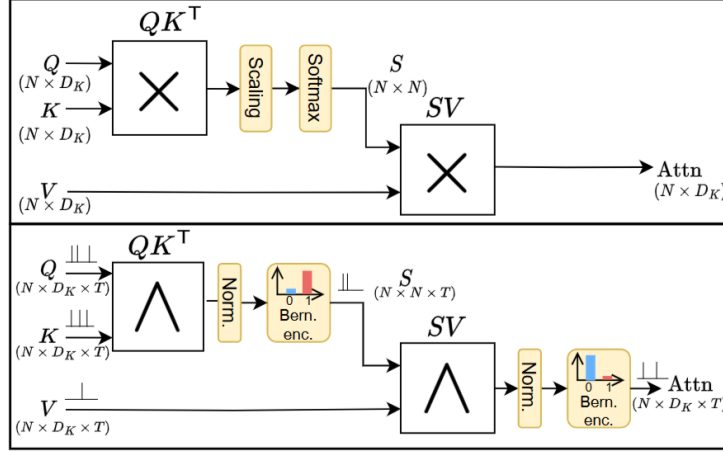 QK⊤
Q
(N × D_K)
K
(N × D_K)
Scaling
Softmax
S
(N × N)
SV
V
(N × D_K)
Attn
(N × D_K)
QK⊤
Q
(N × D_K × T)
K
(N × D_K × T)
Norm.
0 1
Bern.
enc.
S
(N × N × T)
SV
V
(N × D_K × T)
Norm.
0 1
Bern.
enc.
Attn
(N × D_K × T)